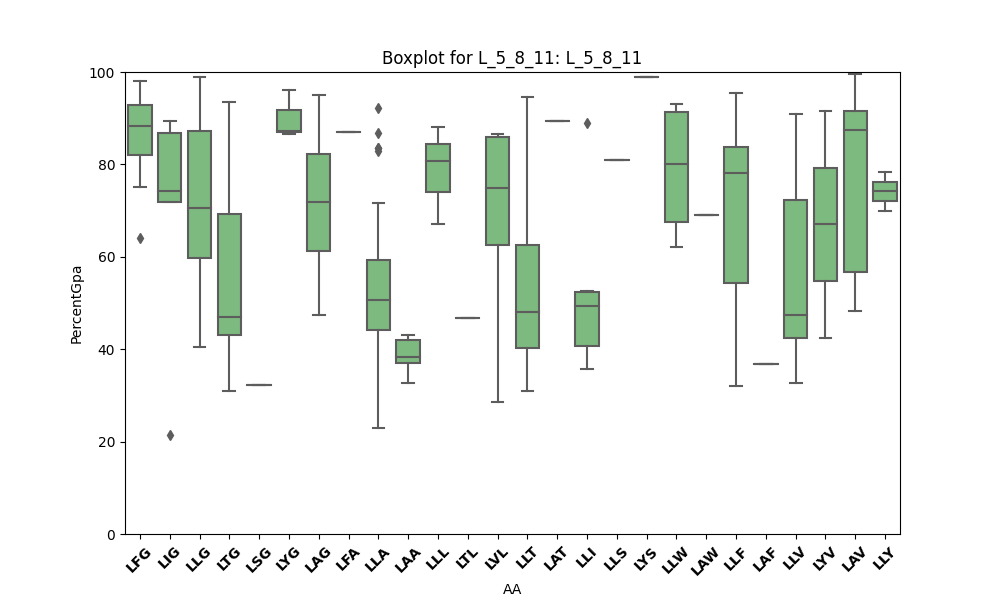 Boxplot for L_5_8_11: L_5_8_11
100
80
60
40
20
0
PercentGpa
LFG LIG LLG LTG LSG LYG LAG LFA LLA LAA LLL LTL LVL LLT LAT LLI LLS LYS LLW LAW LLF LAF LLV LYV LAV LLY
AA